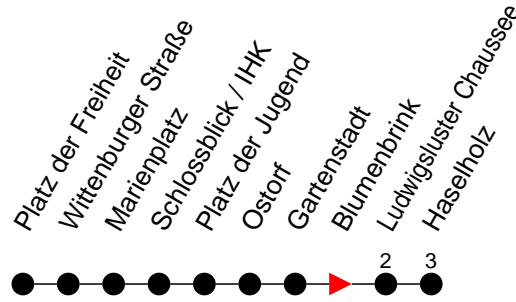 Platz der Freiheit
Wittenburger Straße
Marienplatz
Schlossblick / IHK
Platz der Jugend
Ostorf
Gartenstadt
Blumenbrink
Ludwigsluster Chaussee
Haselholz
2 3